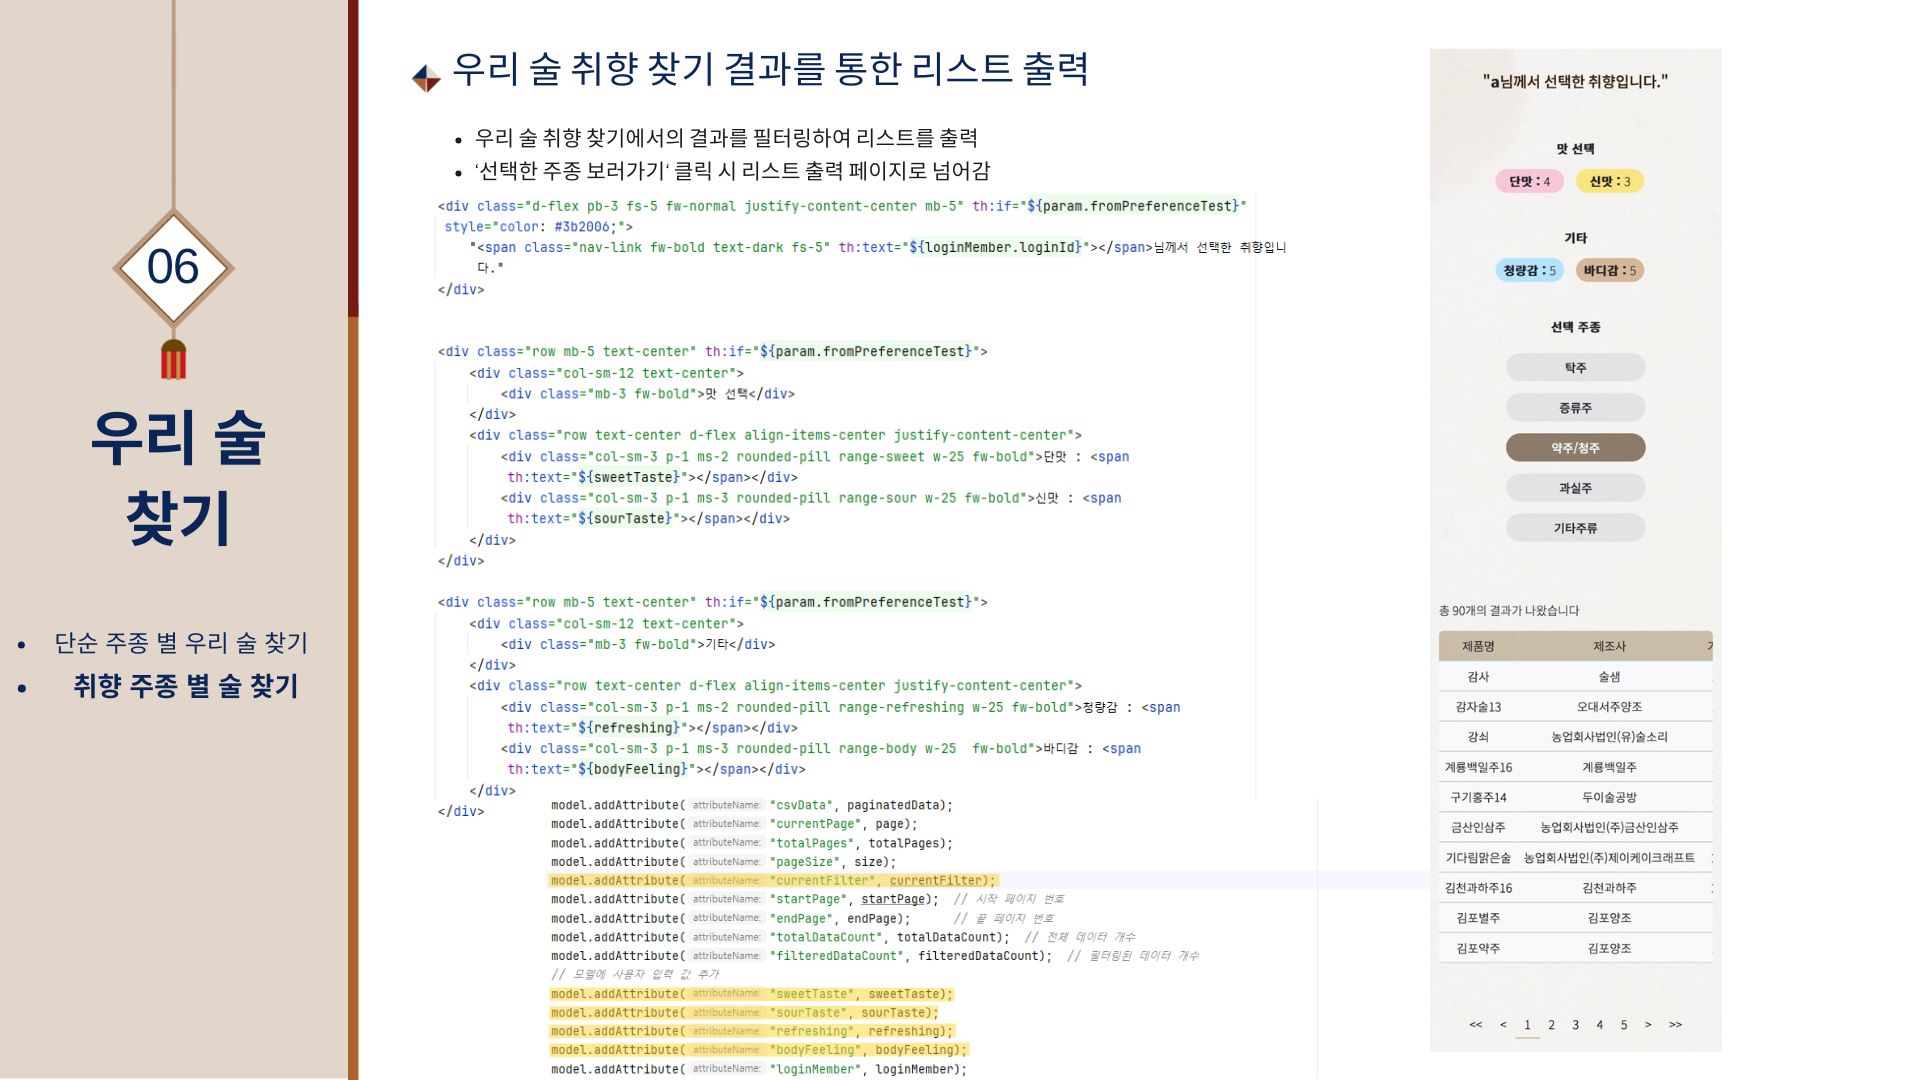 06
우리 술
찾기
• 단순 주종 별 우리 술 찾기
• 취향 주종 별 술 찾기
우리 술 취향 찾기 결과를 통한 리스트 출력
• 우리 술 취향 찾기에서의 결과를 필터링하여 리스트를 출력
• ‘선택한 주종 보러가기‘ 클릭 시 리스트 출력 페이지로 넘어감
<div class="d-flex pb-3 fs-5 fw-normal justify-content-center mb-5" th:if="${param.fromPreferenceTest}"
style="color: #3b2006;">
"<span class="nav-link fw-bold text-dark fs-5" th:text="${loginMember.loginId}"></span>님께서 선택한 취향입니
다."
</div>
<div class="row mb-5 text-center" th:if="${param.fromPreferenceTest}">
<div class="col-sm-12 text-center">
<div class="mb-3 fw-bold">맛 선택</div>
</div>
<div class="row text-center d-flex align-items-center justify-content-center">
<div class="col-sm-3 p-1 ms-2 rounded-pill range-sweet w-25 fw-bold">단맛 : <span
th:text="${sweetTaste}"></span></div>
<div class="col-sm-3 p-1 ms-3 rounded-pill range-sour w-25 fw-bold">신맛 : <span
th:text="${sourTaste}"></span></div>
</div>
</div>
<div class="row mb-5 text-center" th:if="${param.fromPreferenceTest}">
<div class="col-sm-12 text-center">
<div class="mb-3 fw-bold">기타</div>
</div>
<div class="row text-center d-flex align-items-center justify-content-center">
<div class="col-sm-3 p-1 ms-2 rounded-pill range-refreshing w-25 fw-bold">청량감 : <span
th:text="${refreshing}"></span></div>
<div class="col-sm-3 p-1 ms-3 rounded-pill range-body w-25  fw-bold">바디감 : <span
th:text="${bodyFeeling}"></span></div>
</div>
</div>
model.addAttribute( attributeName: "csvData", paginatedData);
model.addAttribute( attributeName: "currentPage", page);
model.addAttribute( attributeName: "totalPages", totalPages);
model.addAttribute( attributeName: "pageSize", size);
model.addAttribute( attributeName: "currentFilter", currentFilter);
model.addAttribute( attributeName: "startPage", startPage); // 시작 페이지 번호
model.addAttribute( attributeName: "endPage", endPage); // 끝 페이지 번호
model.addAttribute( attributeName: "totalDataCount", totalDataCount); // 전체 데이터 개수
model.addAttribute( attributeName: "filteredDataCount", filteredDataCount); // 필터링된 데이터 개수
// 모델에 사용자 입력 값 추가
model.addAttribute( attributeName: "sweetTaste", sweetTaste);
model.addAttribute( attributeName: "sourTaste", sourTaste);
model.addAttribute( attributeName: "refreshing", refreshing);
model.addAttribute( attributeName: "bodyFeeling", bodyFeeling);
model.addAttribute( attributeName: "loginMember", loginMember);
"a님께서 선택한 취향입니다."
맛 선택
단맛 : 4 신맛 : 3
기타
청량감 : 5 바디감 : 5
선택 주종
탁주
증류주
약주/청주
과실주
기타주류
총 90개의 결과가 나왔습니다
제품명 제조사
감사 술샘
감자술13 오대서주양조
강쇠 농업회사법인(유)술소리
계룡백일주16 계룡백일주
구기홍주14 두이술공방
금산인삼주 농업회사법인(주)금산인삼주
기다림맑은술 농업회사법인(주)제이케이크래프트
김천과하주16 김천과하주
김포별주 김포양조
김포약주 김포양조
<< < 1 2 3 4 5 > >>